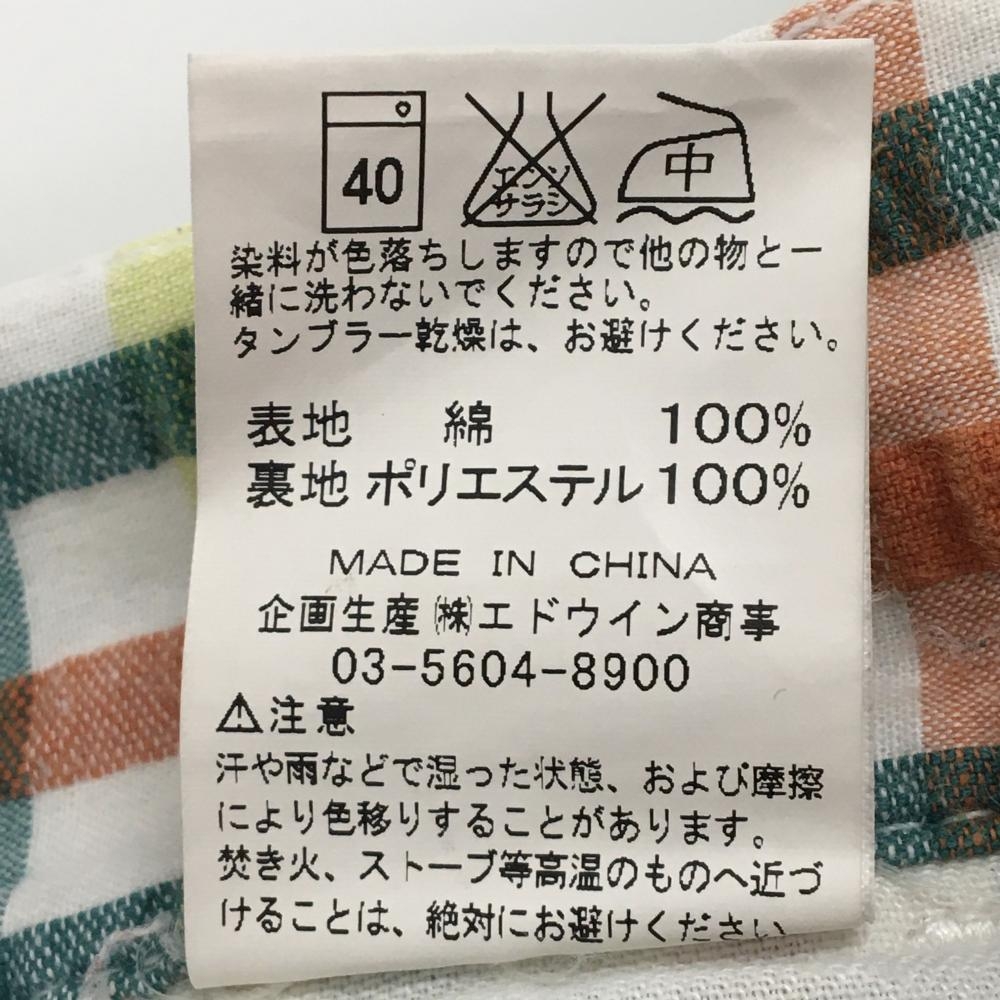 40
エンソ
サラシ
中
染料が色落ちしますので他の物と一
緒に洗わないでください。
タンブラー乾燥は、お避けください。
表地 綿 100%
裏地 ポリエステル 100%
MADE IN CHINA
企画生産 ㈱エドウイン商事
03-5604-8900
⚠注意
汗や雨などで湿った状態、および摩擦
により色移りすることがあります。
焚き火、ストーブ等高温のものへ近づ
けることは、絶対にお避けください